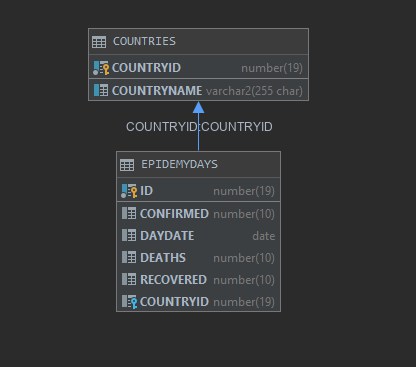 COUNTRIES
COUNTRYID number(19)
COUNTRYNAME varchar2(255 char)
COUNTRYID:COUNTRYID
EPIDEMYDAYS
ID number(19)
CONFIRMED number(10)
DAYDATE date
DEATHS number(10)
RECOVERED number(10)
COUNTRYID number(19)